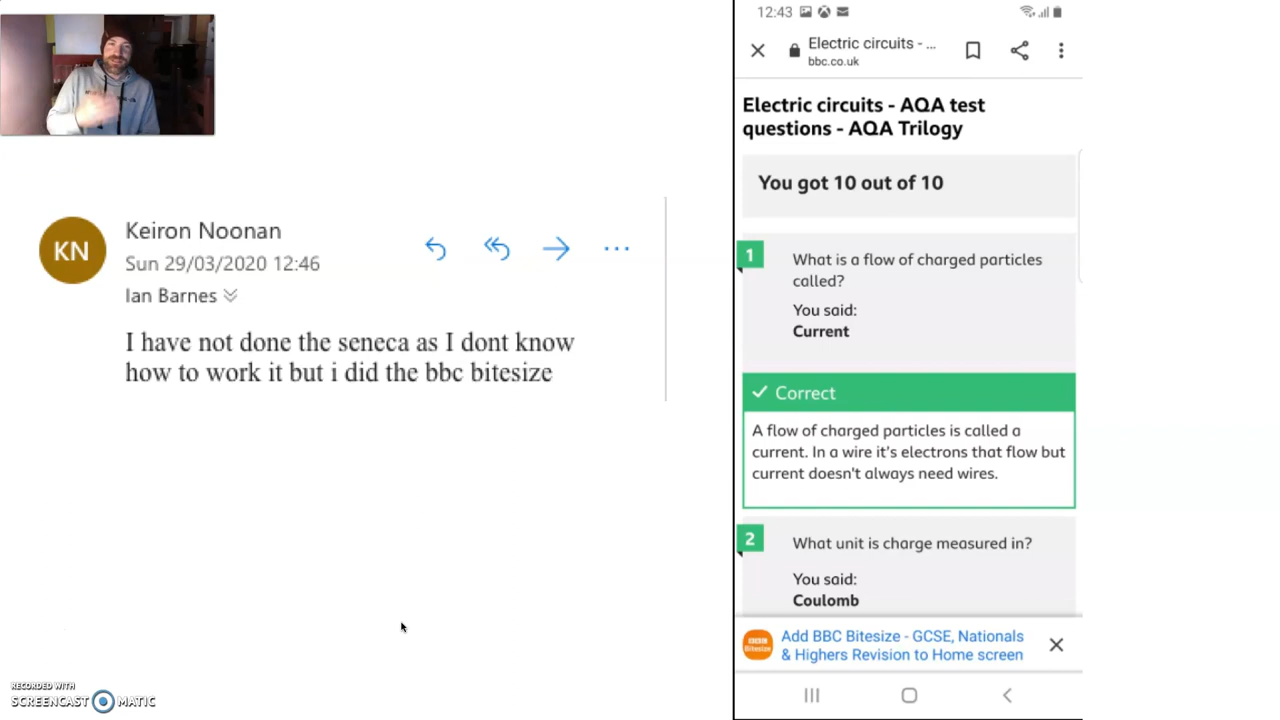 KN
Keiron Noonan
Sun 29/03/2020 12:46
Ian Barnes
I have not done the seneca as I dont know
how to work it but i did the bbc bitesize
12:43
Electric circuits - ...
bbc.co.uk
Electric circuits - AQA test
questions - AQA Trilogy
You got 10 out of 10
1
What is a flow of charged particles
called?
You said:
Current
✓ Correct
A flow of charged particles is called a
current. In a wire it's electrons that flow but
current doesn't always need wires.
2
What unit is charge measured in?
You said:
Coulomb
BBC
Bitesize
Add BBC Bitesize - GCSE, Nationals
& Highers Revision to Home screen
RECORDED WITH
SCREENCAST MATIC